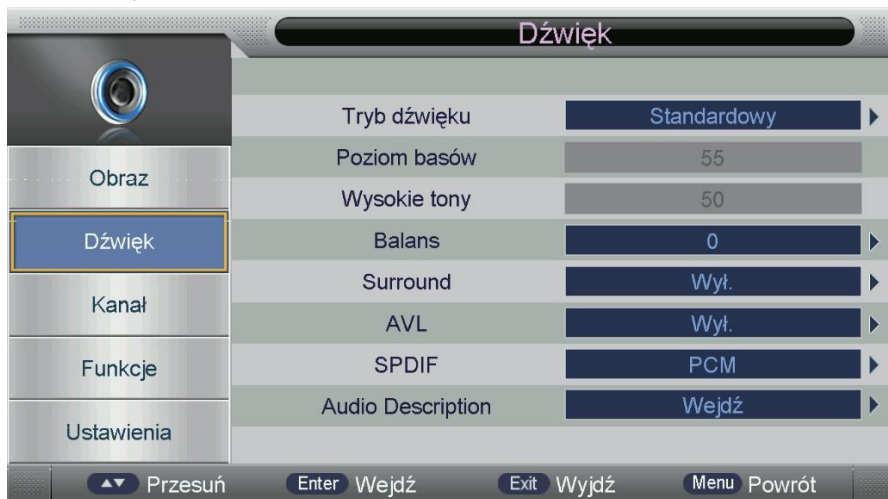 Dźwięk
Obraz
Dźwięk
Kanał
Funkcje
Ustawienia
Tryb dźwięku Standardowy
Poziom basów 55
Wysokie tony 50
Balans 0
Surround Wył.
AVL Wył.
SPDIF PCM
Audio Description Wejdź
Przesuń Enter Wejdź Exit Wyjdź Menu Powrót